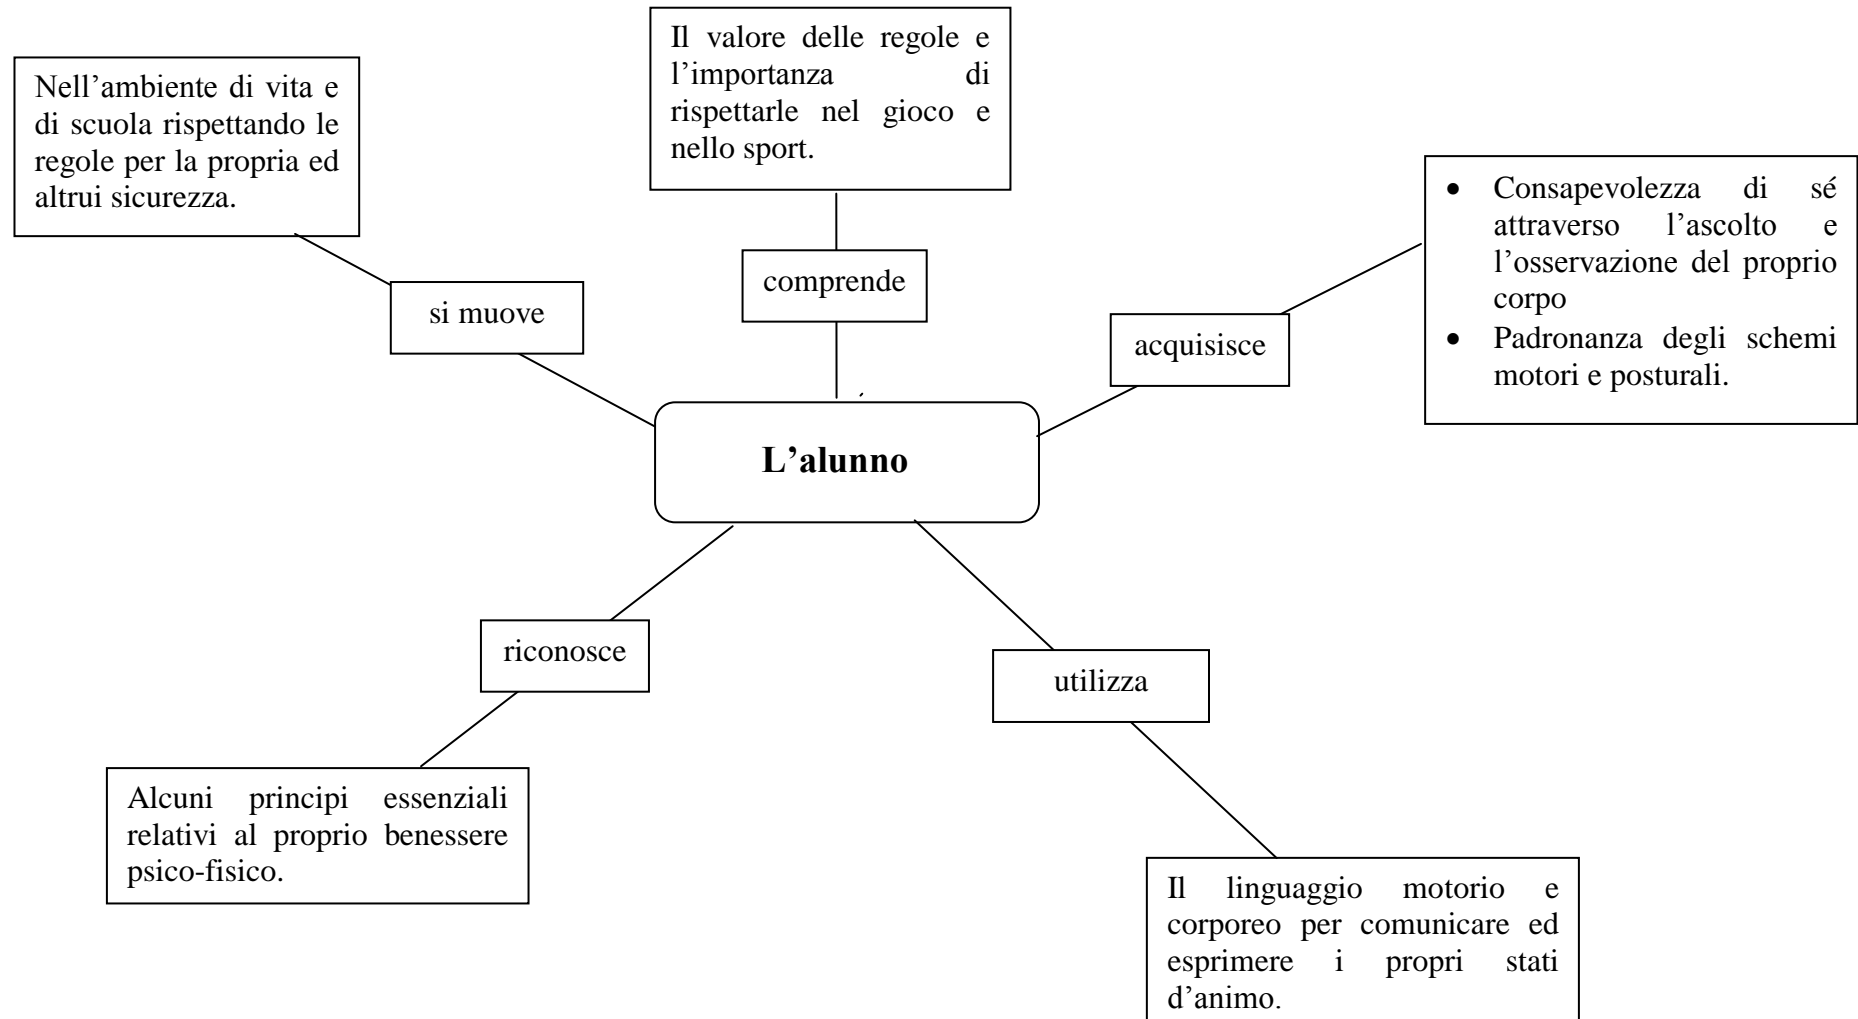 Il valore delle regole e
l’importanza di
rispettarle nel gioco e
nello sport.
Nell’ambiente di vita e
di scuola rispettando le
regole per la propria ed
altrui sicurezza.
• Consapevolezza di sé
attraverso l’ascolto e
l’osservazione del proprio
corpo
• Padronanza degli schemi
motori e posturali.
comprende
si muove
acquisisce
L’alunno
riconosce
utilizza
Alcuni principi essenziali
relativi al proprio benessere
psico-fisico.
Il linguaggio motorio e
corporeo per comunicare ed
esprimere i propri stati
d’animo.